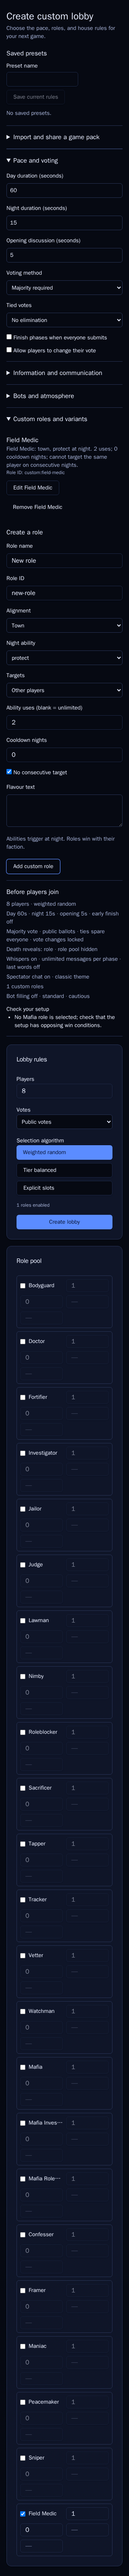 Create custom lobby
Choose the pace, roles, and house rules for
your next game.
Saved presets
Preset name
Save current rules
No saved presets.
Import and share a game pack
Pace and voting
Day duration (seconds)
60
Night duration (seconds)
15
Opening discussion (seconds)
5
Voting method
Majority required
Tied votes
No elimination
Finish phases when everyone submits
Allow players to change their vote
Information and communication
Bots and atmosphere
Custom roles and variants
Field Medic
Field Medic: town, protect at night. 2 uses; 0
cooldown nights; cannot target the same
player on consecutive nights.
Role ID: custom-field-medic
Edit Field Medic
Remove Field Medic
Create a role
Role name
New role
Role ID
new-role
Alignment
Town
Night ability
protect
Targets
Other players
Ability uses (blank = unlimited)
2
Cooldown nights
0
No consecutive target
Flavour text
Abilities trigger at night. Roles win with their
faction.
Add custom role
Before players join
8 players · weighted random
Day 60s · night 15s · opening 5s · early finish
off
Majority vote · public ballots · ties spare
everyone · vote changes locked
Death reveals: role · role pool hidden
Whispers on · unlimited messages per phase ·
last words off
Spectator chat on · classic theme
1 custom roles
Bot filling off · standard · cautious
Check your setup
• No Mafia role is selected; check that the
setup has opposing win conditions.
Lobby rules
Players
8
Votes
Public votes
Selection algorithm
Weighted random
Tier balanced
Explicit slots
1 roles enabled
Create lobby
Role pool
Bodyguard 1
0 —
—
Doctor 1
0 —
—
Fortifier 1
0 —
—
Investigator 1
0 —
—
Jailor 1
0 —
—
Judge 1
0 —
—
Lawman 1
0 —
—
Nimby 1
0 —
—
Roleblocker 1
0 —
—
Sacrificer 1
0 —
—
Tapper 1
0 —
—
Tracker 1
0 —
—
Vetter 1
0 —
—
Watchman 1
0 —
—
Mafia 1
0 —
—
Mafia Inves⋯ 1
0 —
—
Mafia Role⋯ 1
0 —
—
Confesser 1
0 —
—
Framer 1
0 —
—
Maniac 1
0 —
—
Peacemaker 1
0 —
—
Sniper 1
0 —
—
Field Medic 1
0 —
—